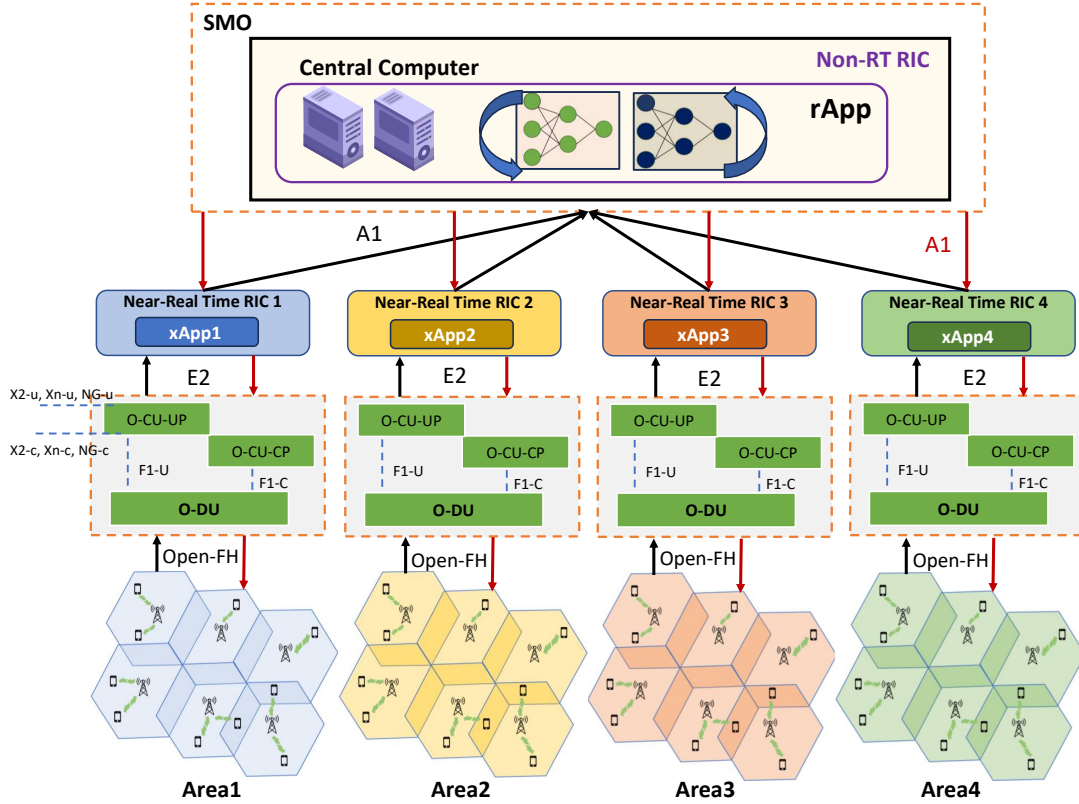 SMO
Non-RT RIC
Central Computer
rApp
A1
A1
Near-Real Time RIC 1
Near-Real Time RIC 2
Near-Real Time RIC 3
Near-Real Time RIC 4
xApp1
xApp2
xApp3
xApp4
E2
E2
E2
E2
X2-u, Xn-u, NG-u
O-CU-UP
O-CU-UP
O-CU-UP
O-CU-UP
X2-c, Xn-c, NG-c
O-CU-CP
O-CU-CP
O-CU-CP
O-CU-CP
F1-U
F1-U
F1-U
F1-U
F1-C
F1-C
F1-C
F1-C
O-DU
O-DU
O-DU
O-DU
Open-FH
Open-FH
Open-FH
Open-FH
Area1
Area2
Area3
Area4